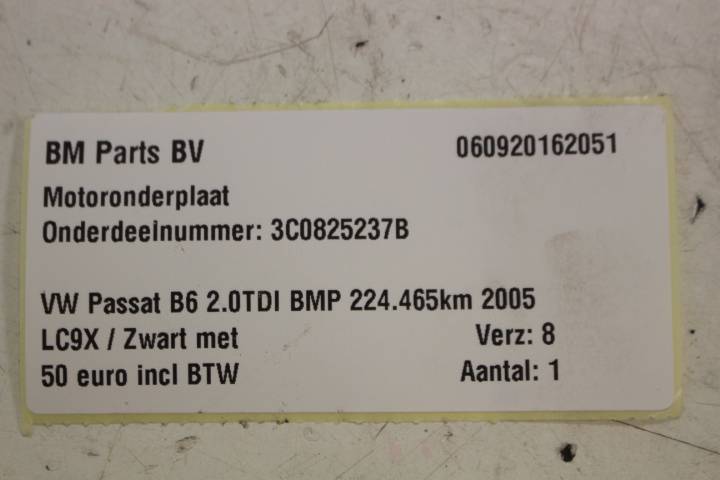 BM Parts BV 060920162051
Motoronderplaat
Onderdeelnummer: 3C0825237B
VW Passat B6 2.0TDI BMP 224.465km 2005
LC9X / Zwart met Verz: 8
50 euro incl BTW Aantal: 1